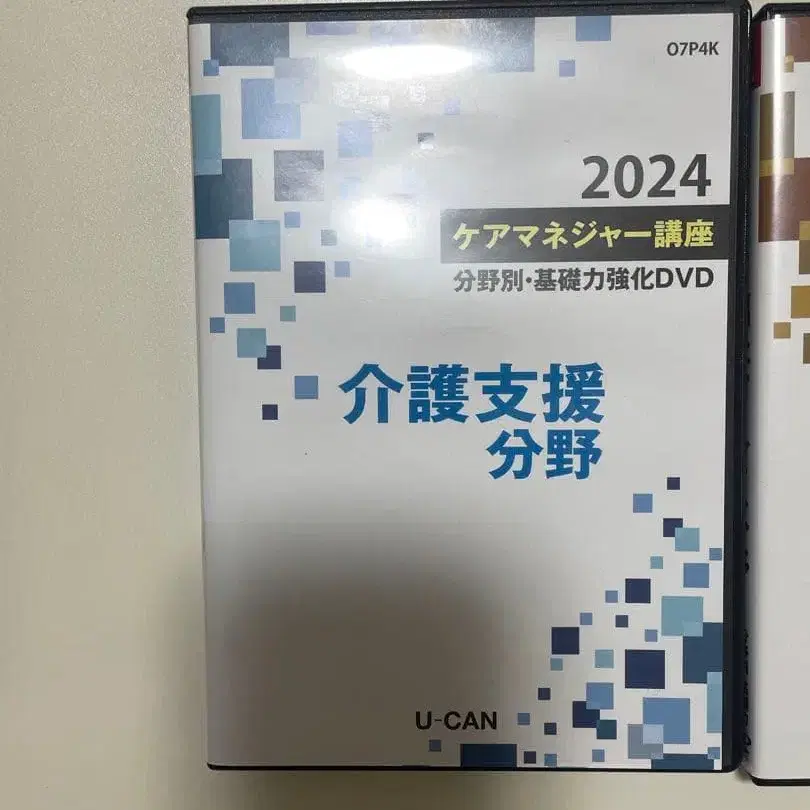 O7P4K
2024
ケアマネジャー講座
分野別・基礎力強化DVD
介護支援
分野
U-CAN